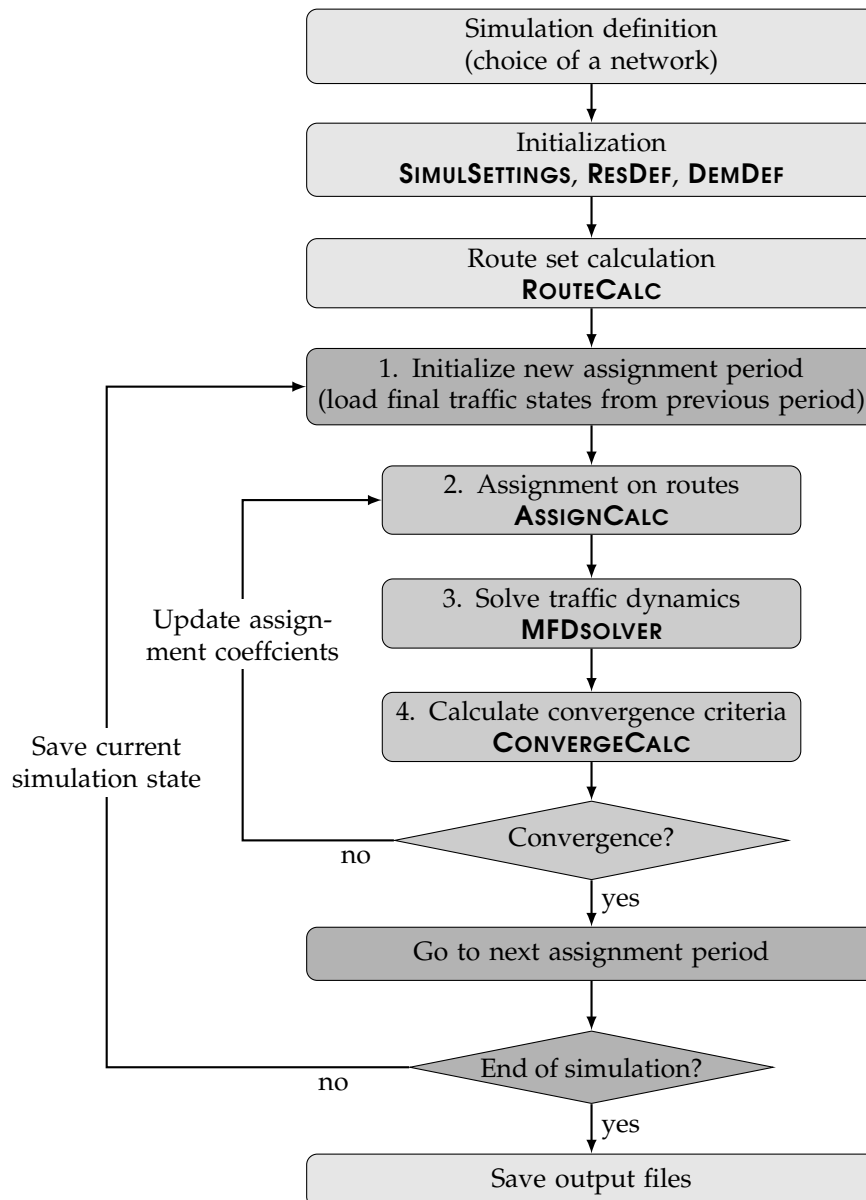 Simulation definition
(choice of a network)
Initialization
SIMULSETTINGS, RESDEF, DEMDEF
Route set calculation
ROUTECALC
1. Initialize new assignment period
(load final traffic states from previous period)
2. Assignment on routes
ASSIGNCALC
3. Solve traffic dynamics
MFDSOLVER
Update assign-
ment coeffcients
4. Calculate convergence criteria
CONVERGECALC
Save current
simulation state
Convergence?
no
yes
Go to next assignment period
End of simulation?
no
yes
Save output files